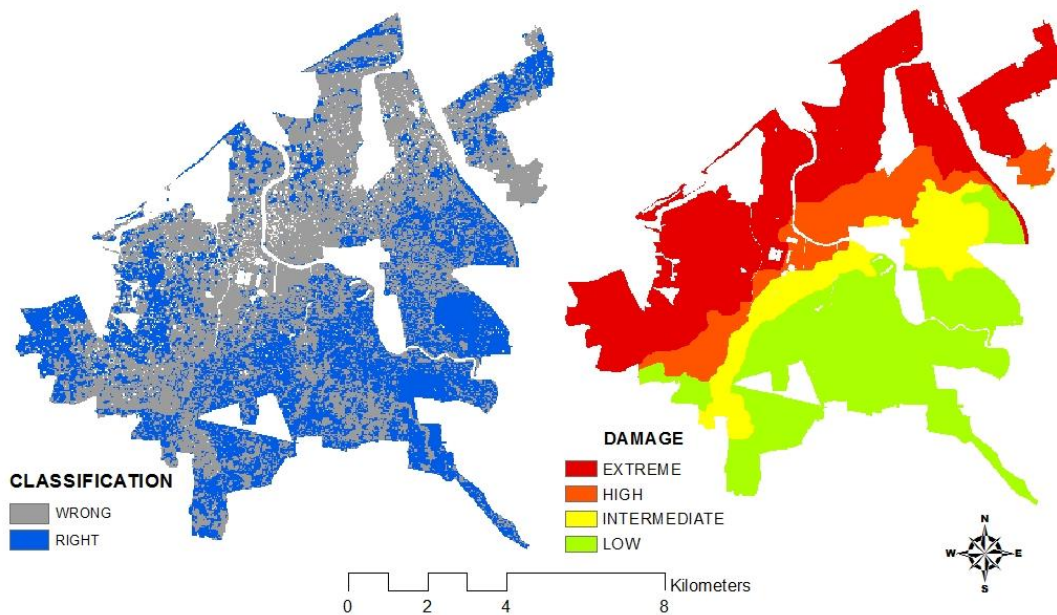 CLASSIFICATION
WRONG
RIGHT
DAMAGE
EXTREME
HIGH
INTERMEDIATE
LOW
N
W
E
S
Kilometers
0 2 4 8